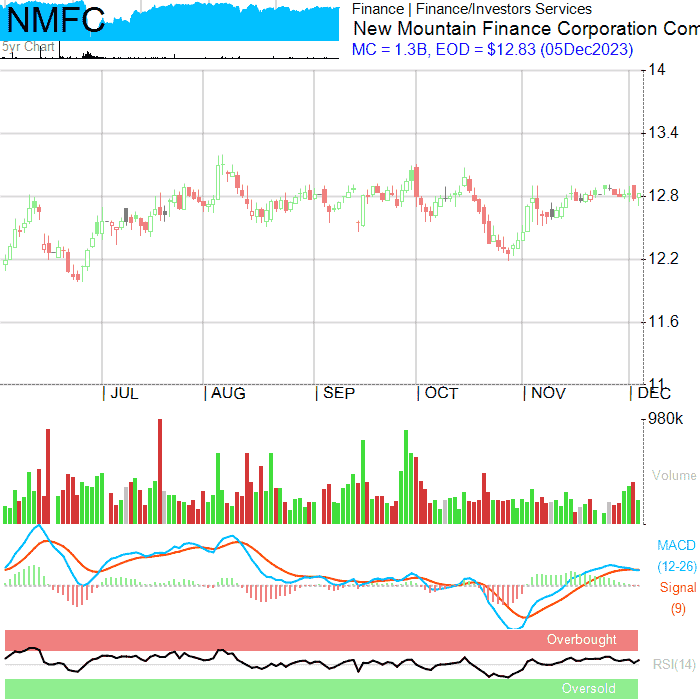 NMFC
5yr Chart
Finance | Finance/Investors Services
New Mountain Finance Corporation Com
MC = 1.3B, EOD = $12.83 (05Dec2023)
14
13.4
12.8
12.2
11.6
11
| JUL | AUG | SEP | OCT | NOV | DEC
980k
Volume
MACD
(12-26)
Signal
(9)
Overbought
RSI(14)
Oversold